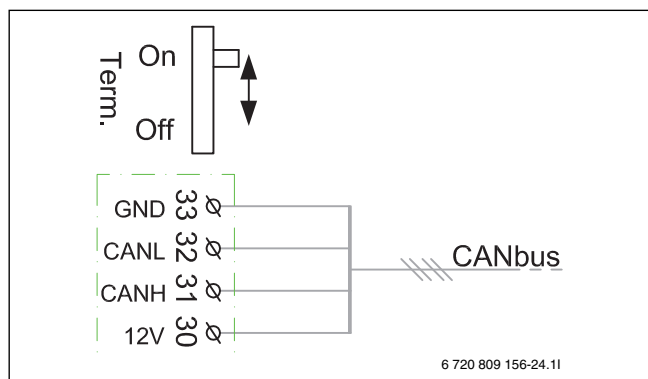 On
Term.
Off
GND 33
CANL 32
CANH 31
12V 30
CANbus
6 720 809 156-24.1I